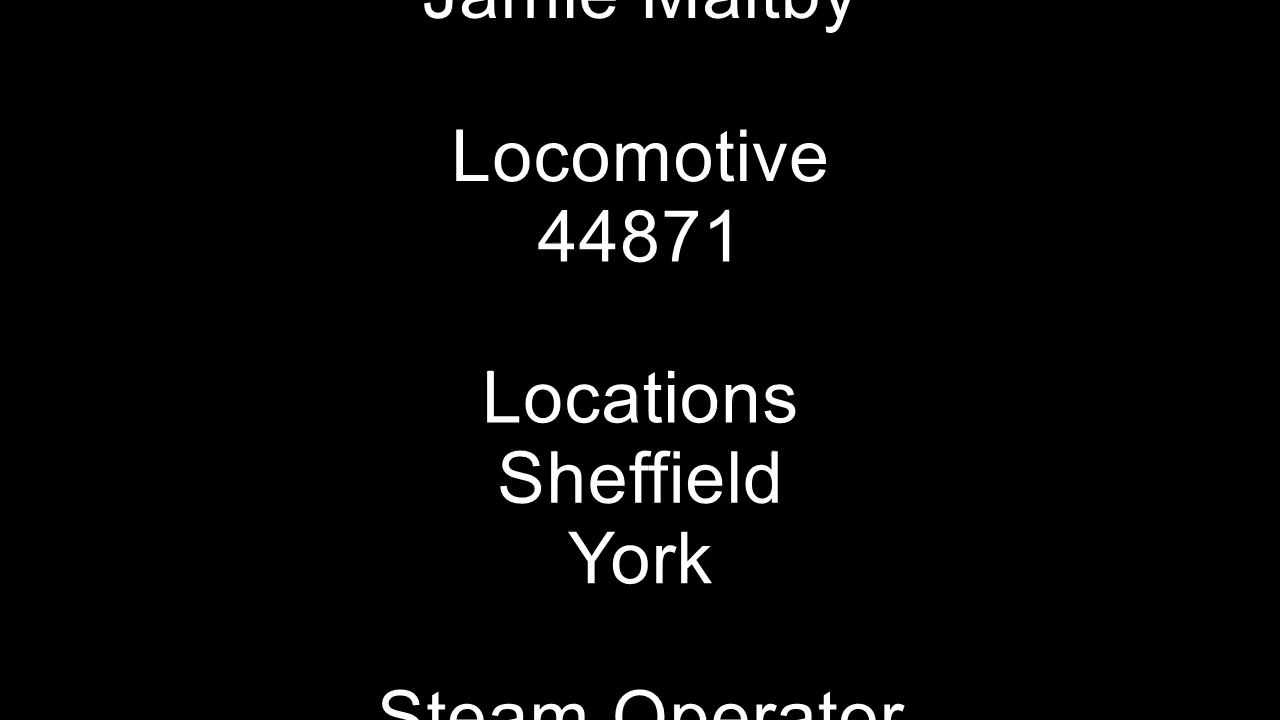 Jamie Maltby
Locomotive
44871
Locations
Sheffield
York
Steam Operator